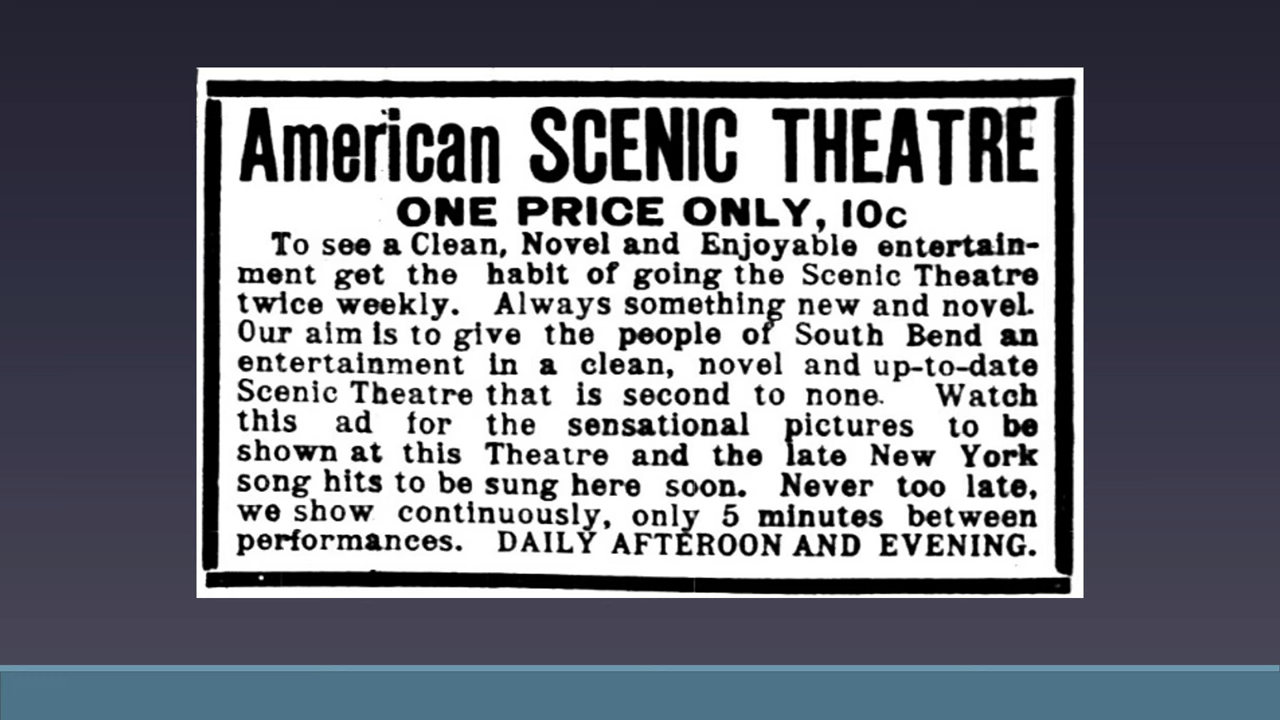 American SCENIC THEATRE
ONE PRICE ONLY, 10c
To see a Clean, Novel and Enjoyable entertain-
ment get the habit of going the Scenic Theatre
twice weekly. Always something new and novel.
Our aim is to give the people of South Bend an
entertainment in a clean, novel and up-to-date
Scenic Theatre that is second to none. Watch
this ad for the sensational pictures to be
shown at this Theatre and the late New York
song hits to be sung here soon. Never too late,
we show continuously, only 5 minutes between
performances. DAILY AFTEROON AND EVENING.